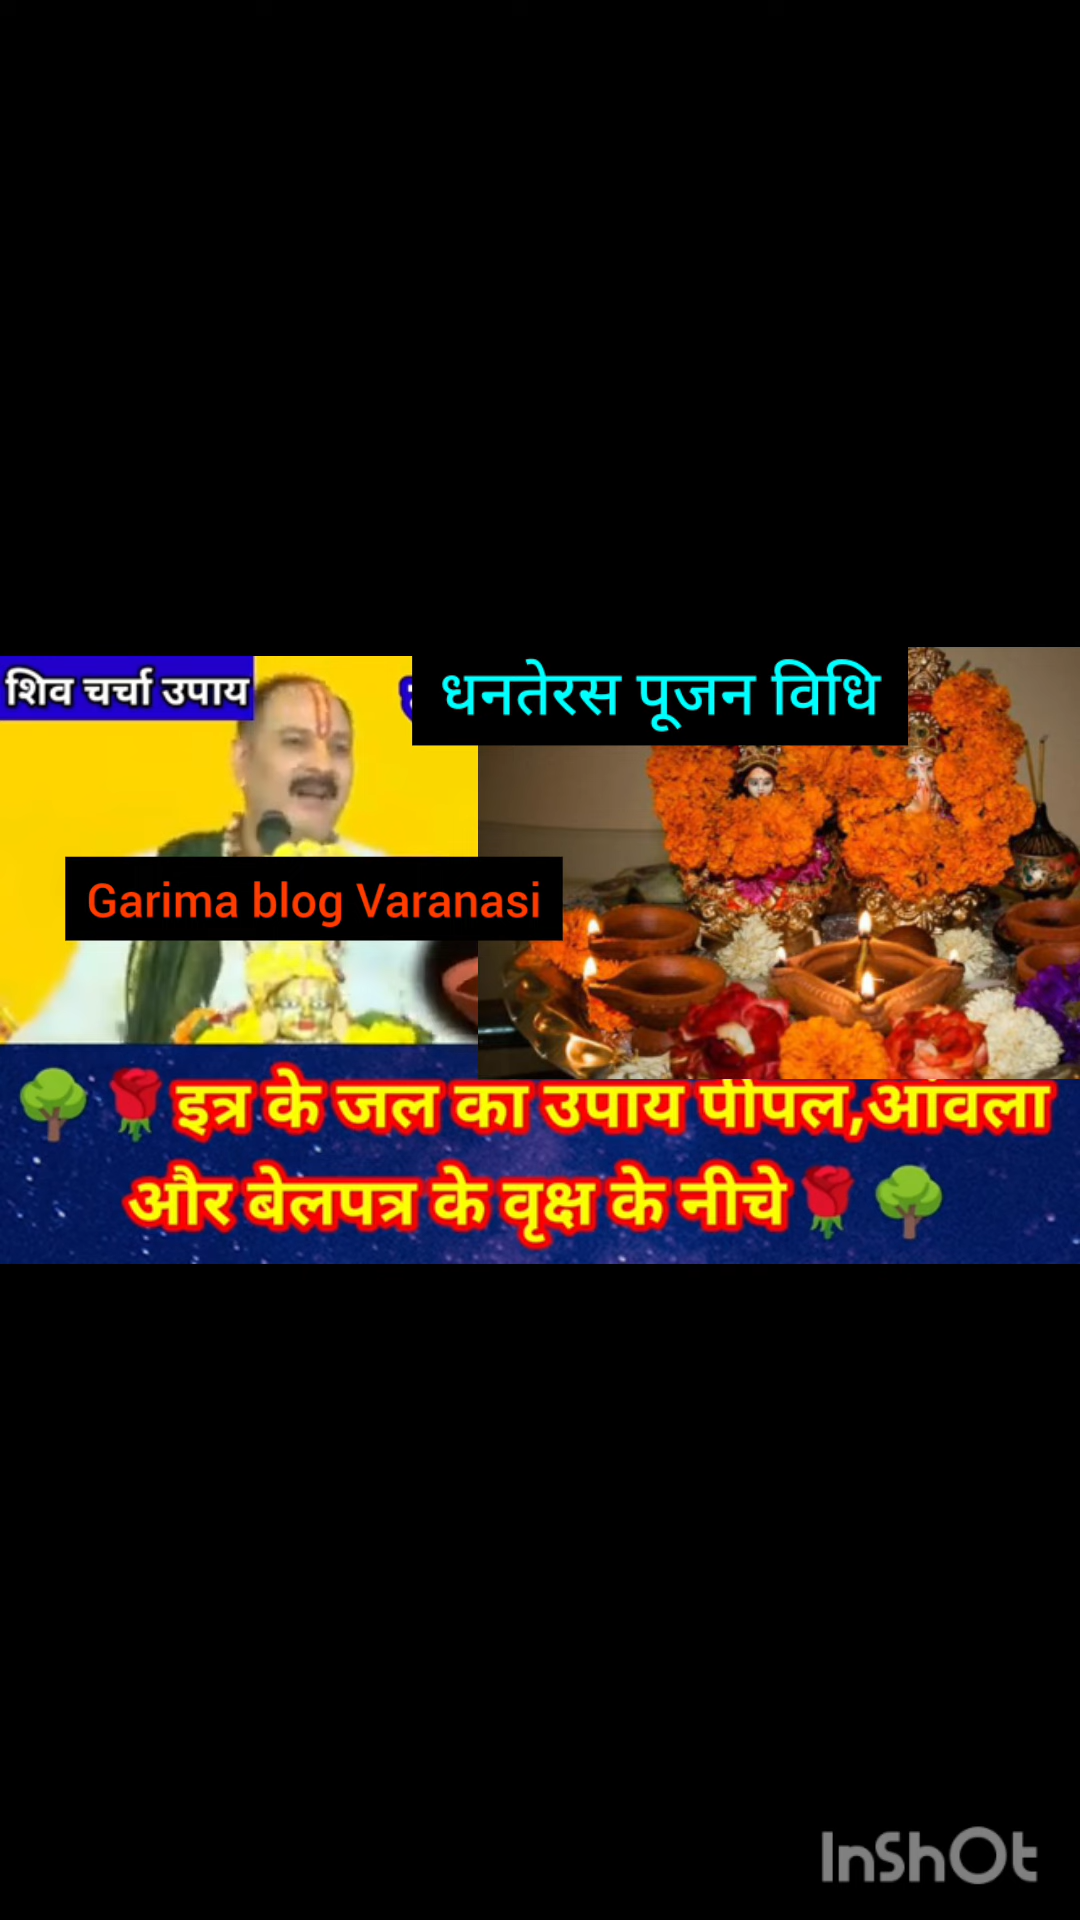 शिव चर्चा उपाय
धनतेरस पूजन विधि
Garima blog Varanasi
🌳🌹इत्र के जल का उपाय पीपल,आंवला
और बेलपत्र के वृक्ष के नीचे🌹🌳
InShOt